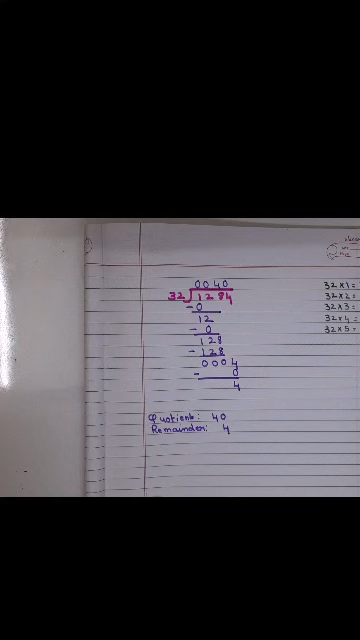 0040
32 1284
- 0
12
- 0
128
- 128
0004
- 0
4
Quotient: 40
Remainder: 4
32 x 1 =
32 x 2 =
32 x 3 =
32 x 4 =
32 x 5 =